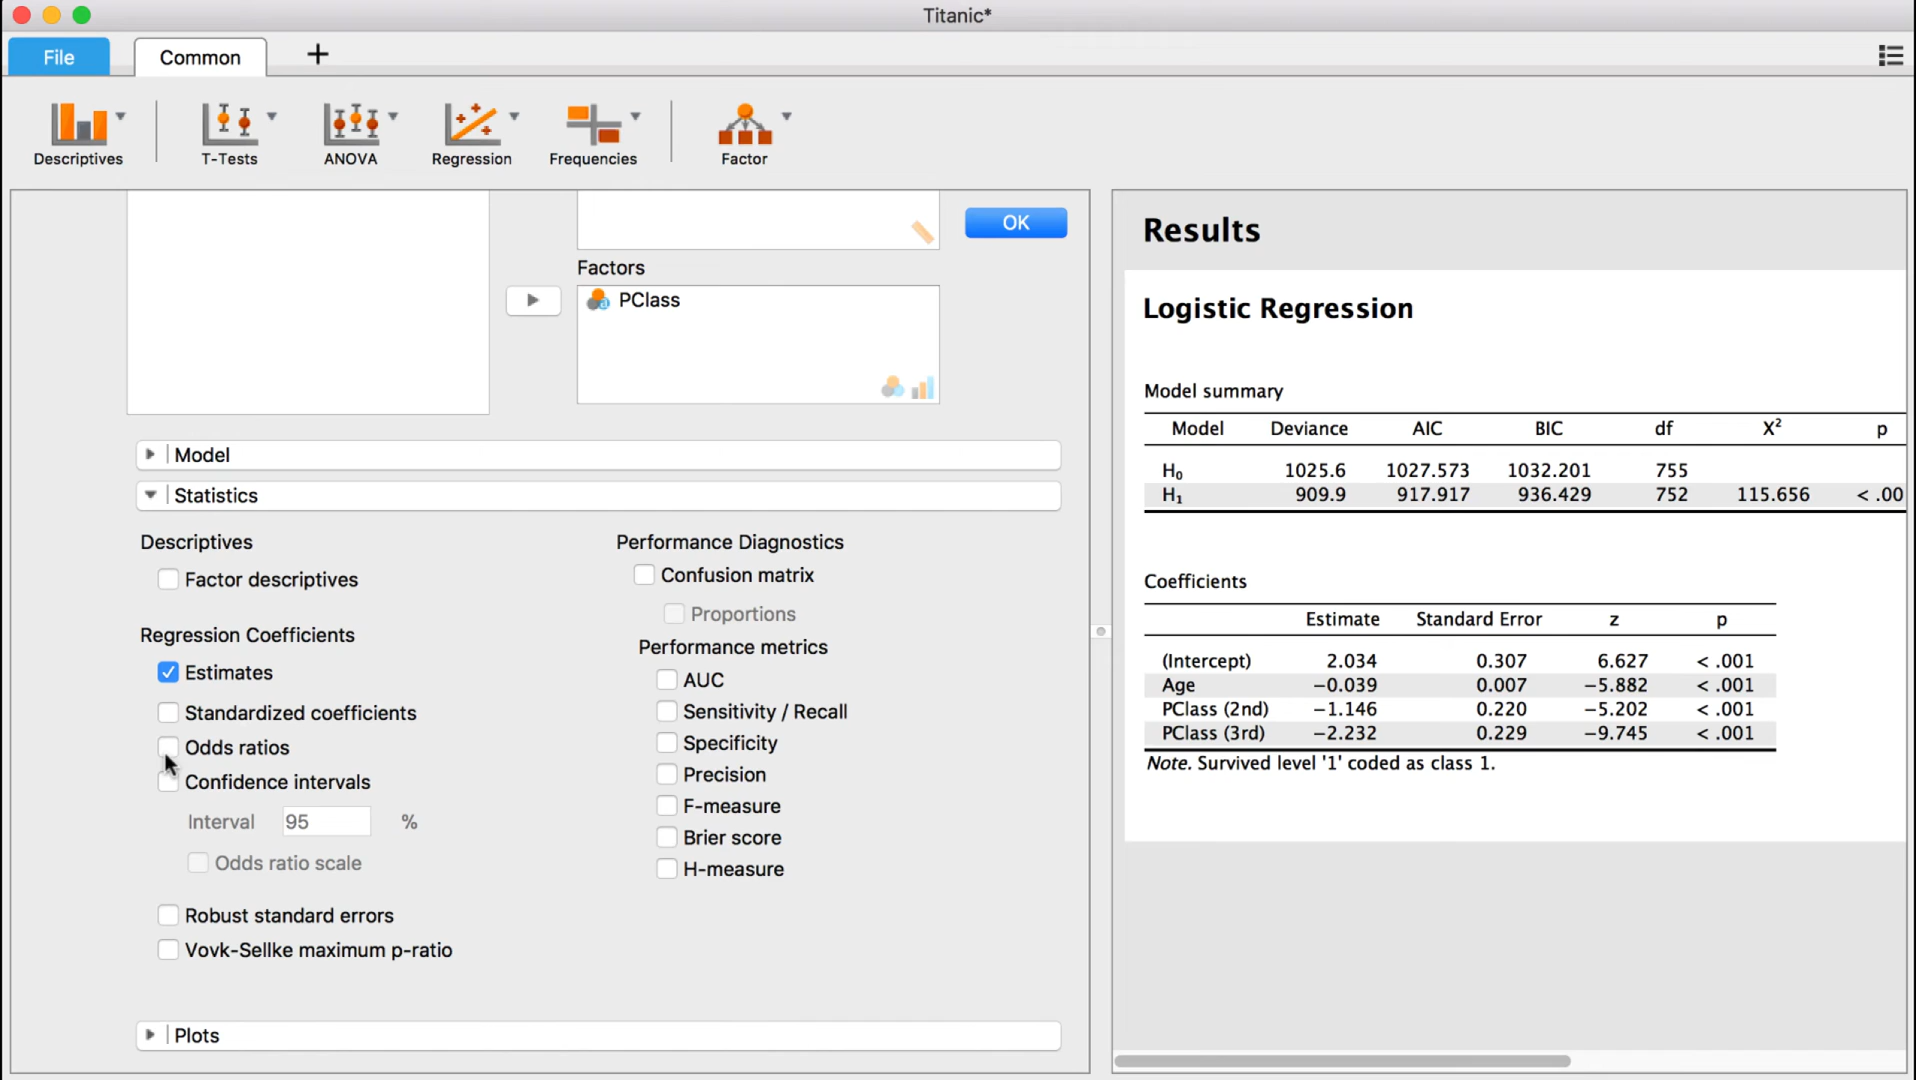 Titanic*
File
Common
+
Descriptives
T-Tests
ANOVA
Regression
Frequencies
Factor
OK
Factors
PClass
Model
Statistics
Descriptives
Factor descriptives
Regression Coefficients
Estimates
Standardized coefficients
Odds ratios
Confidence intervals
Interval 95 %
Odds ratio scale
Robust standard errors
Vovk-Sellke maximum p-ratio
Performance Diagnostics
Confusion matrix
Proportions
Performance metrics
AUC
Sensitivity / Recall
Specificity
Precision
F-measure
Brier score
H-measure
Plots
Results
Logistic Regression
Model summary
Model Deviance AIC BIC df X² p
H₀ 1025.6 1027.573 1032.201 755
H₁ 909.9 917.917 936.429 752 115.656 < .00
Coefficients
Estimate Standard Error z p
(Intercept) 2.034 0.307 6.627 < .001
Age −0.039 0.007 −5.882 < .001
PClass (2nd) −1.146 0.220 −5.202 < .001
PClass (3rd) −2.232 0.229 −9.745 < .001
Note. Survived level '1' coded as class 1.